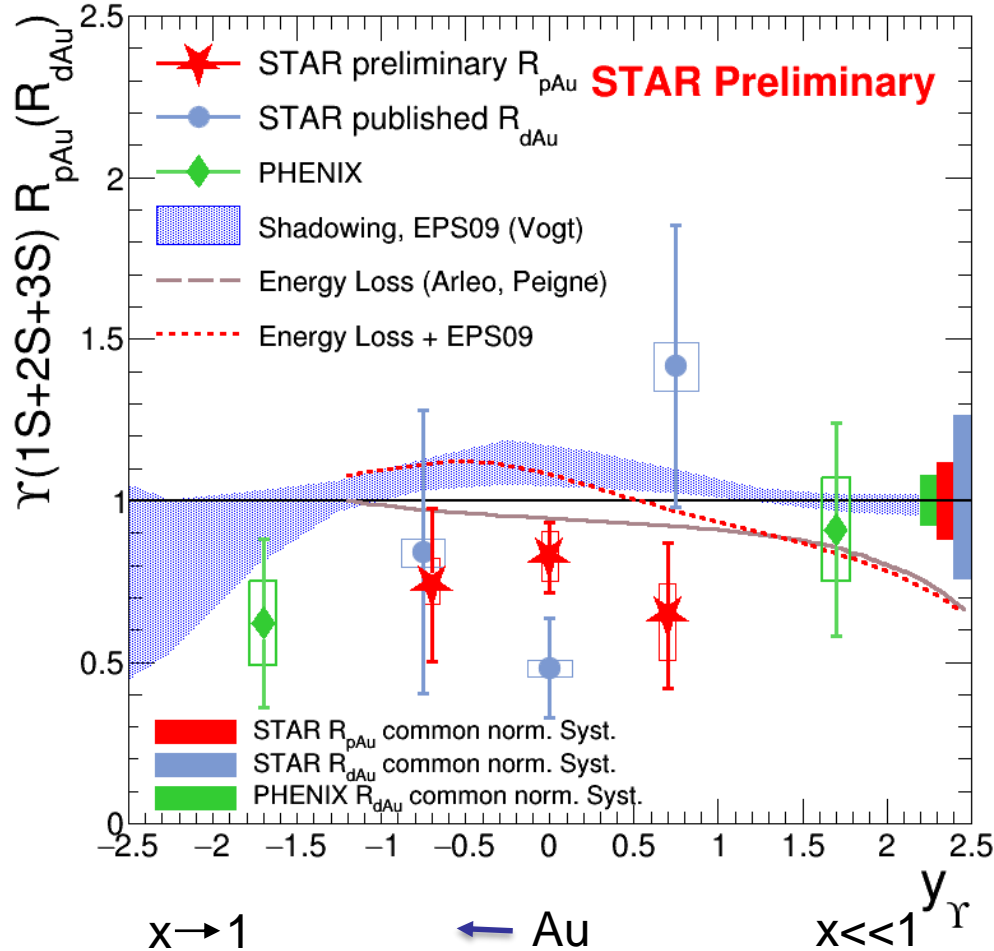 ϒ(1S+2S+3S) R_pAu (R_dAu)
2.5
2
1.5
1
0.5
0
STAR preliminary R_pAu
STAR Preliminary
STAR published R_dAu
PHENIX
Shadowing, EPS09 (Vogt)
Energy Loss (Arleo, Peigné)
Energy Loss + EPS09
STAR R_pAu common norm. Syst.
STAR R_dAu common norm. Syst.
PHENIX R_dAu common norm. Syst.
−2.5 −2 −1.5 −1 −0.5 0 0.5 1 1.5 2 2.5
y_ϒ
x→1 ← Au x<<1